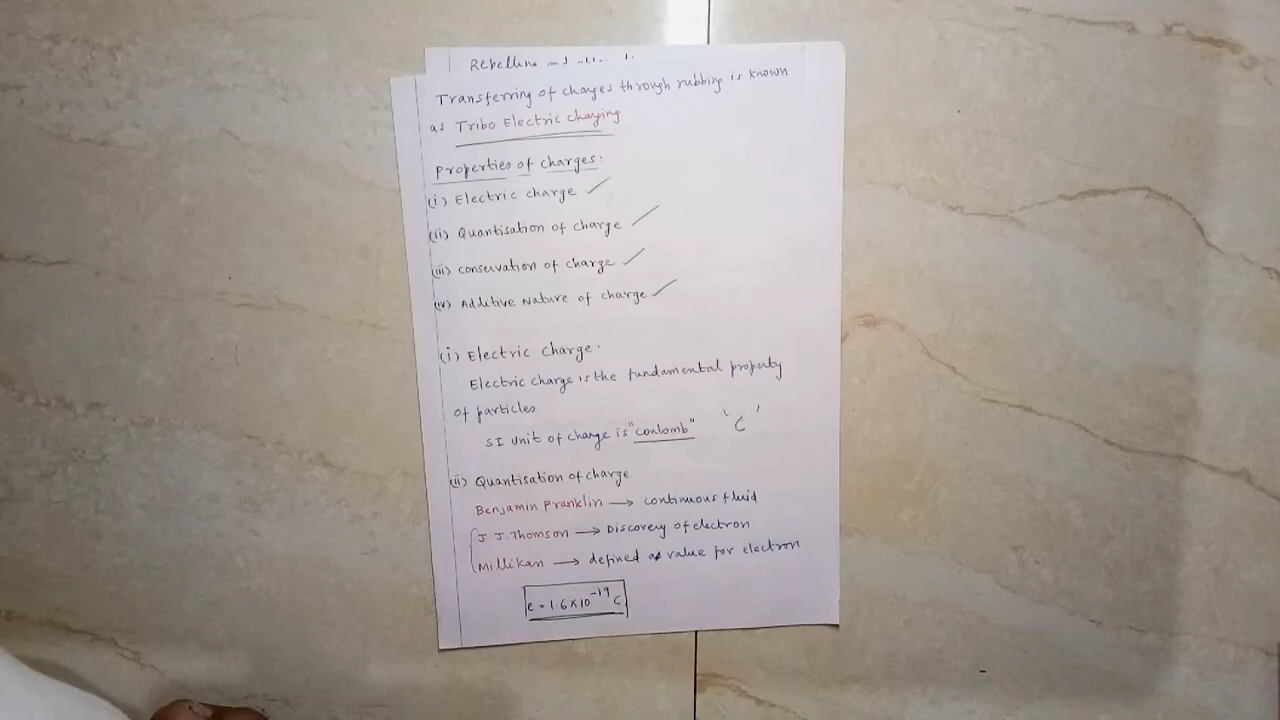 Repelling and
Transferring of charges through rubbing is known
as Tribo Electric charging
Properties of charges:
(i) Electric charge ✓
(ii) Quantisation of charge ✓
(iii) conservation of charge ✓
(iv) Additive Nature of charge ✓
(i) Electric charge.
Electric charge is the fundamental property
of particles.
SI unit of charge is "coulomb" 'C'
(ii) Quantisation of charge
Benjamin Franklin → continuous fluid
J J. Thomson → Discovery of electron
Millikan → defined value for electron
e = 1.6 X 10⁻¹⁹ C